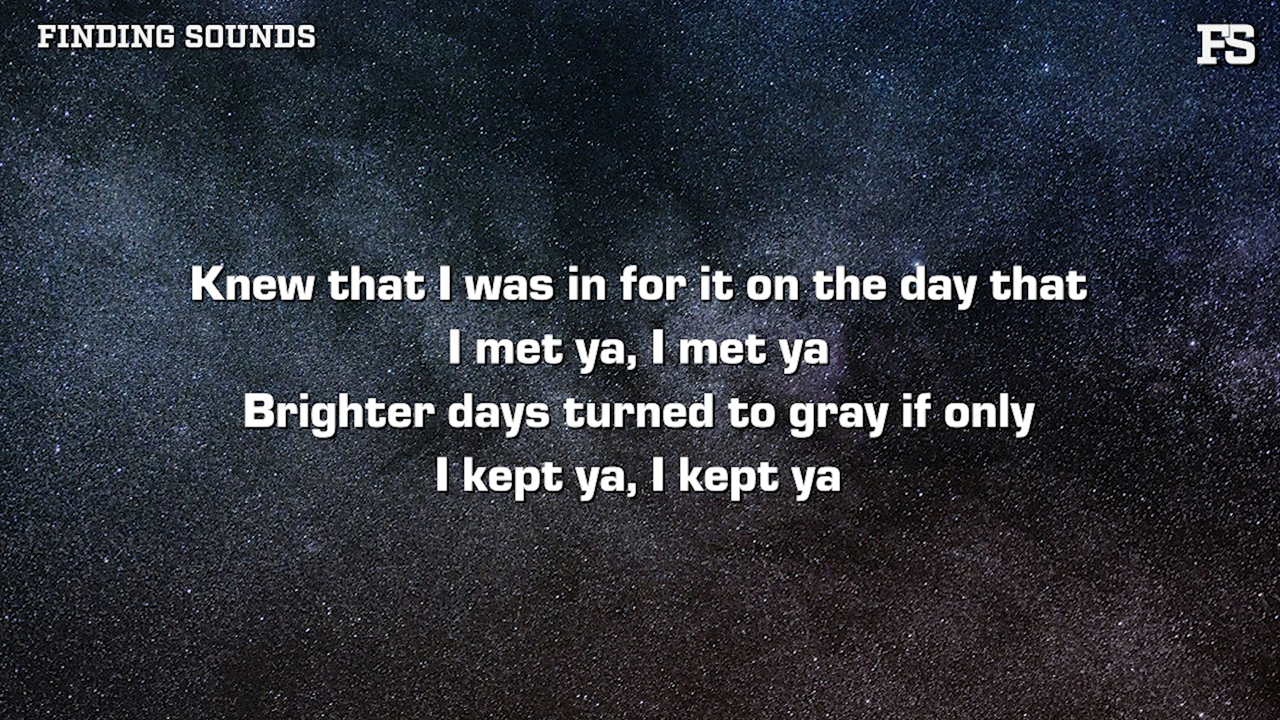 FINDING SOUNDS
FS
Knew that I was in for it on the day that
I met ya, I met ya
Brighter days turned to gray if only
I kept ya, I kept ya